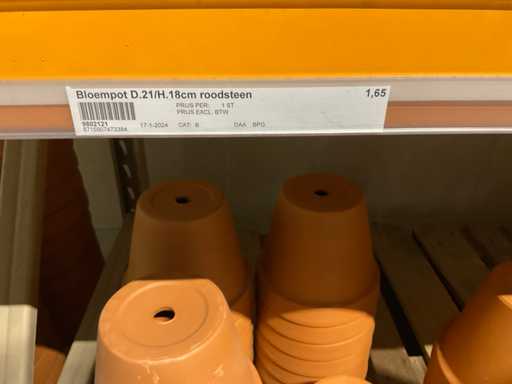 Bloempot D.21/H.18cm roodsteen 1,65
PRIJS PER: 1 ST
PRIJS EXCL. BTW
9802121 17-1-2024 CAT: B DAA BPG
8715807473384